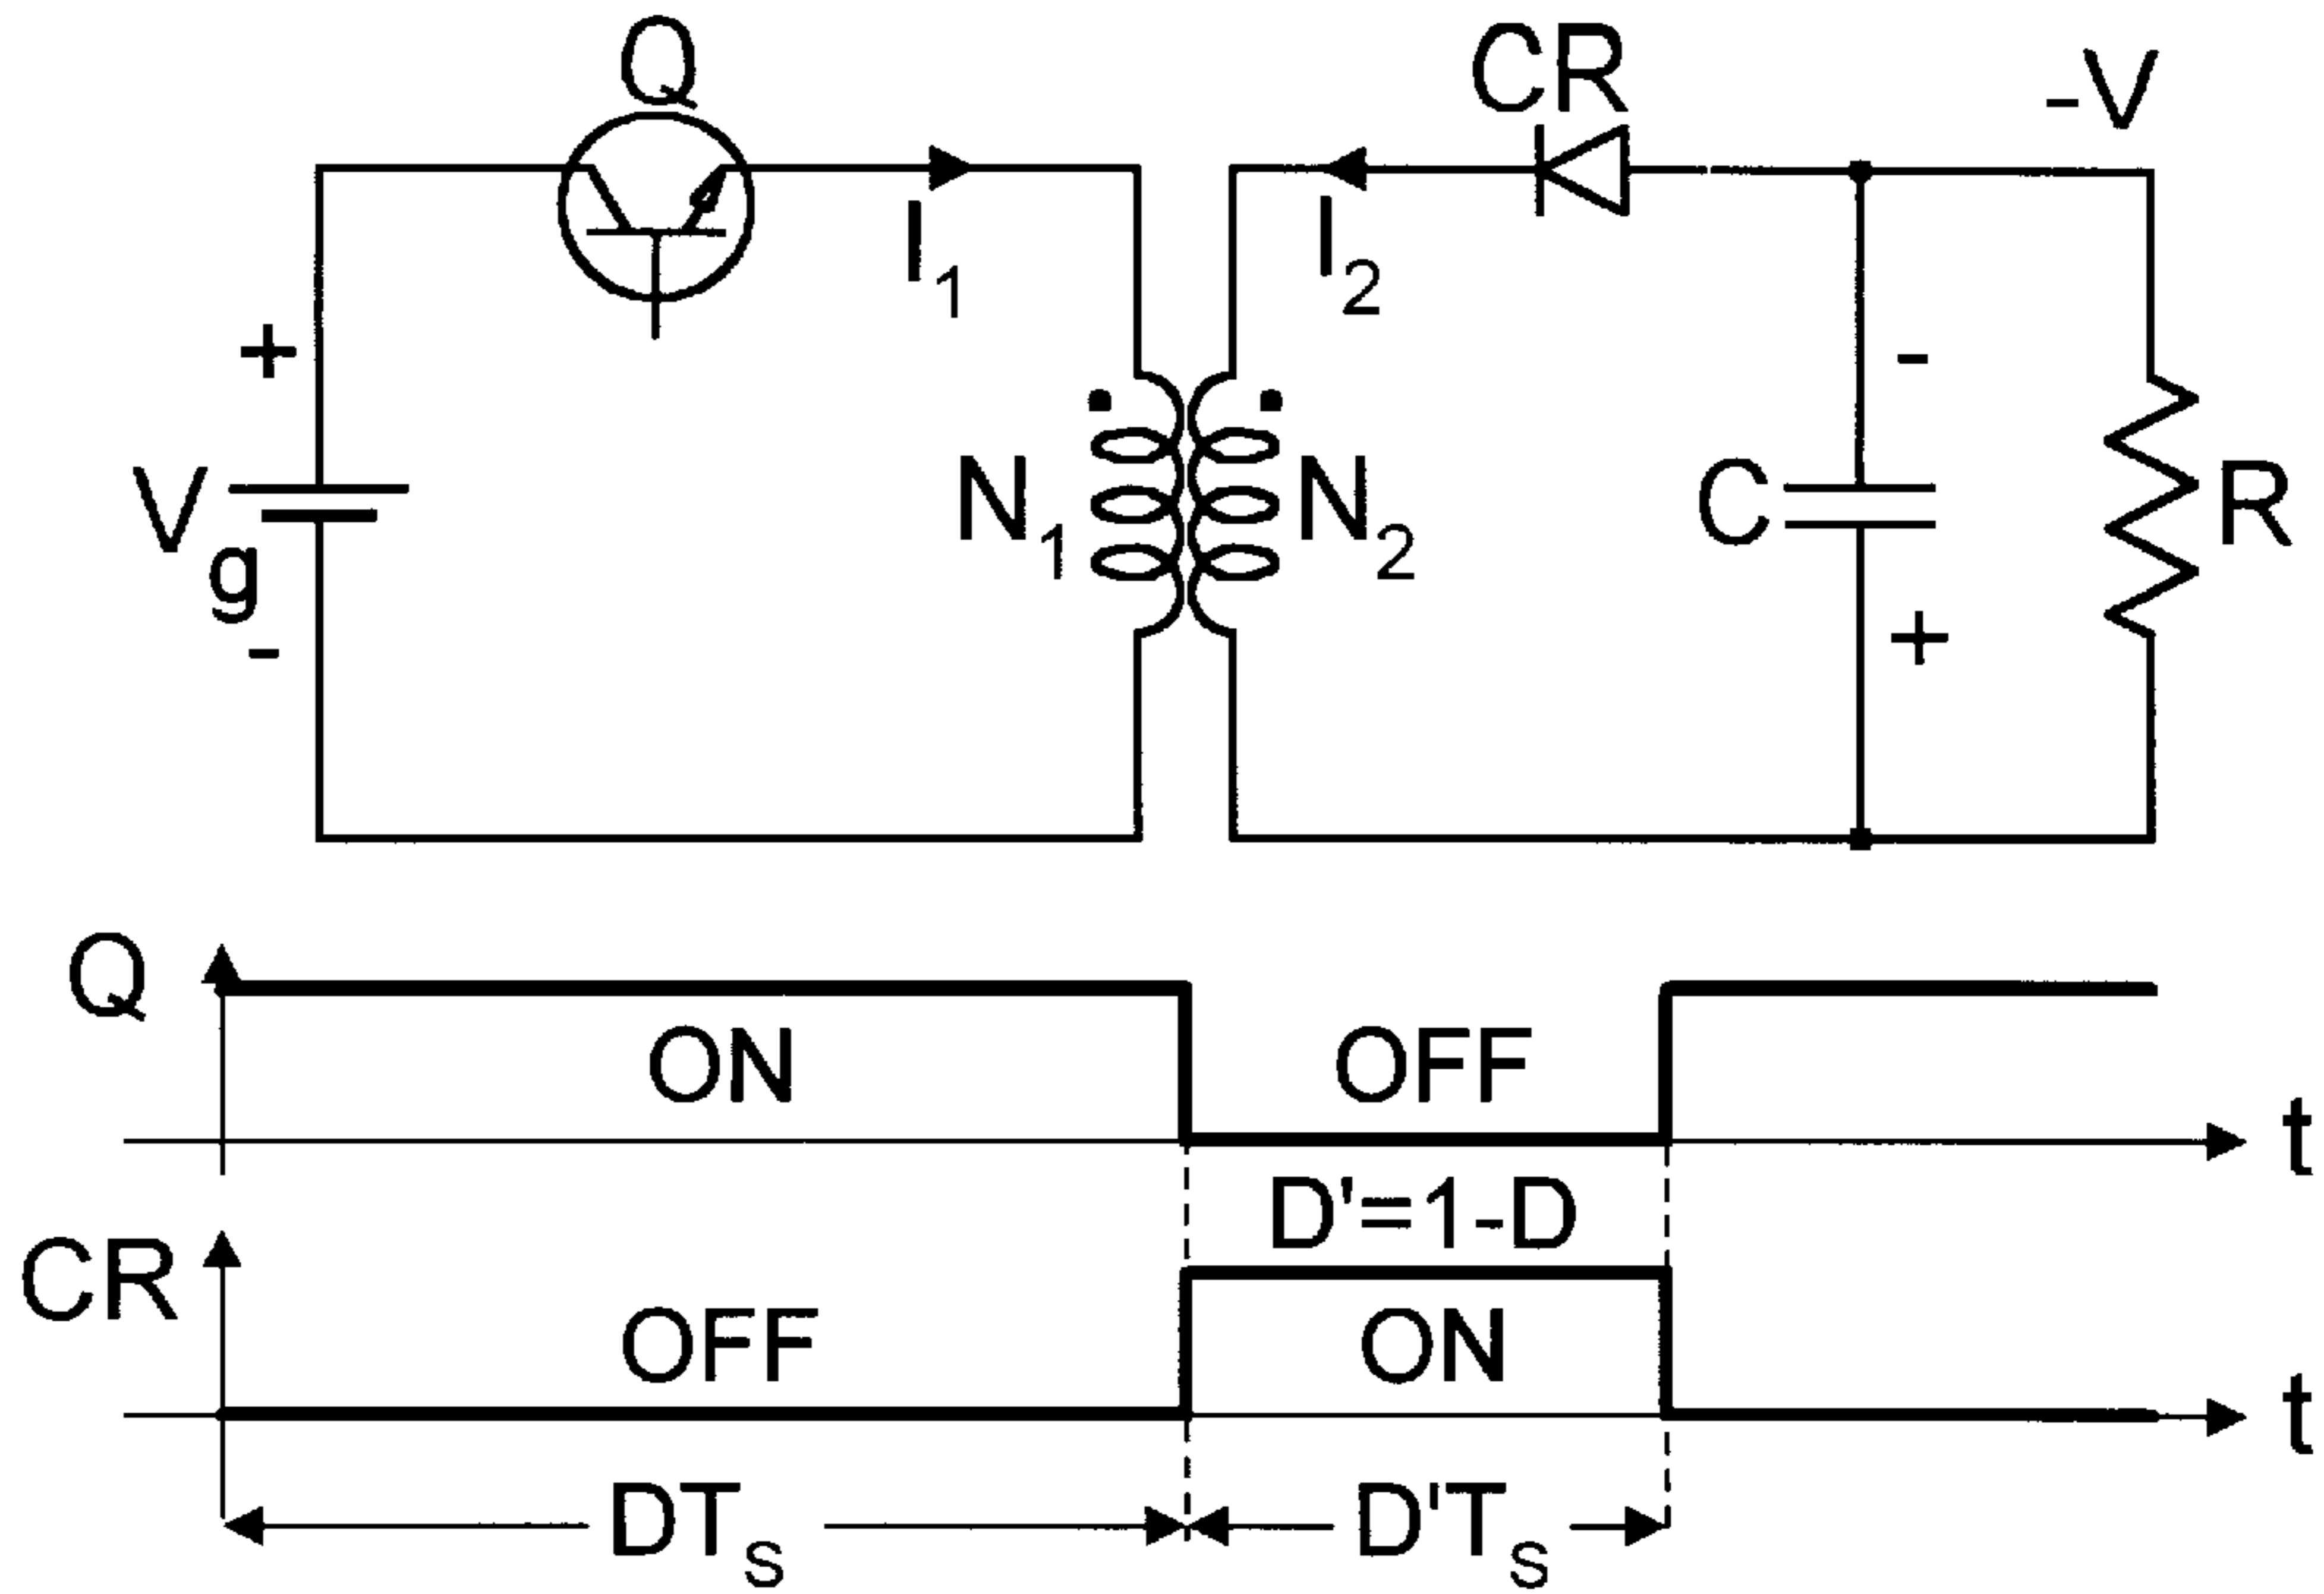 Q
CR
-V
I1
I2
+
-
Vg
N1
N2
C
R
-
+
Q
ON
OFF
t
D'=1-D
CR
OFF
ON
t
DTS
D'TS